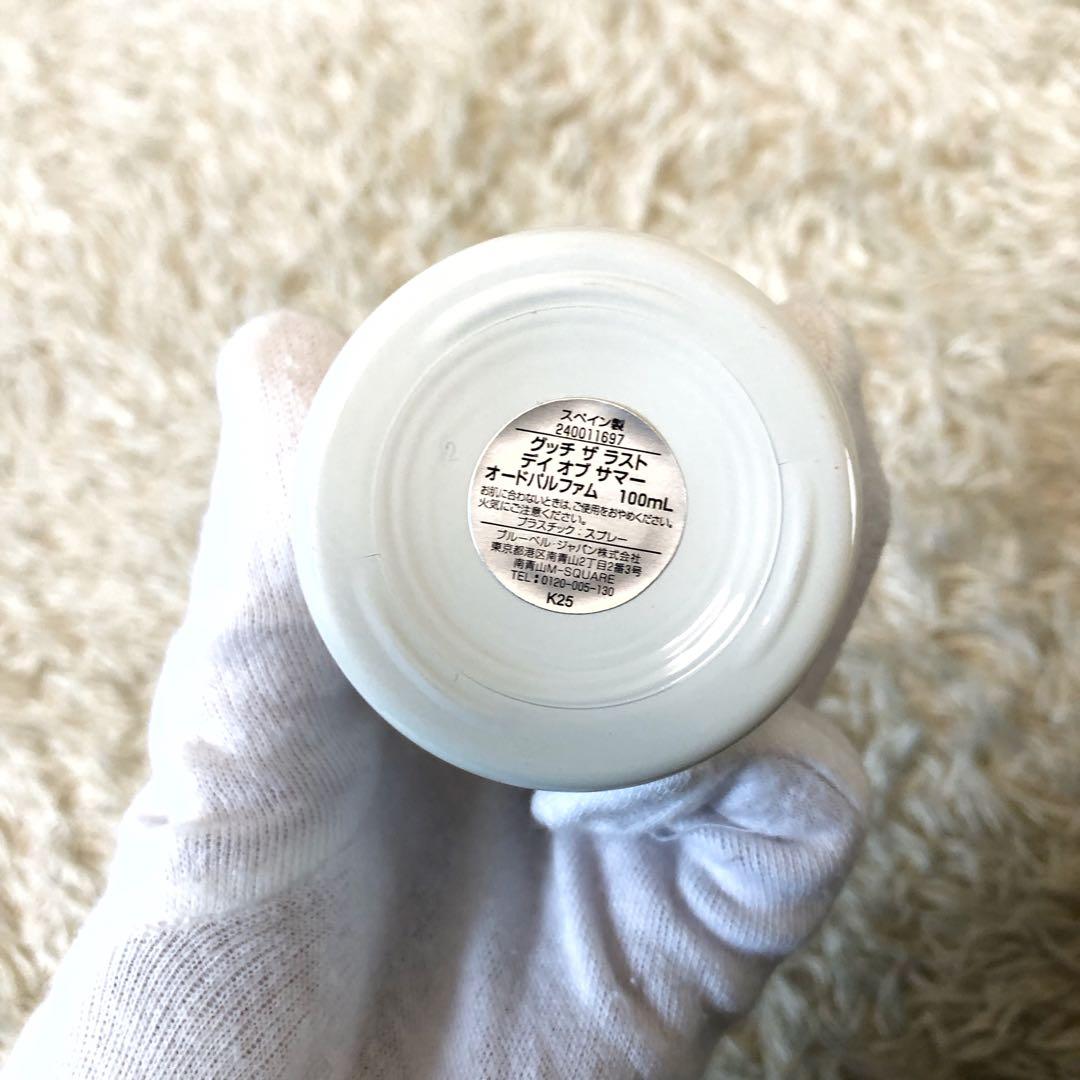 スペイン製
240011697
グッチ ザ ラスト
デイ オブ サマー
オードパルファム 100mL
お肌に合わないときは、ご使用をおやめください。
火気にご注意ください。
プラスチック：スプレー
ブルーベル・ジャパン株式会社
東京都港区南青山2丁目2番3号
南青山M-SQUARE
TEL：0120-005-130
K25
2